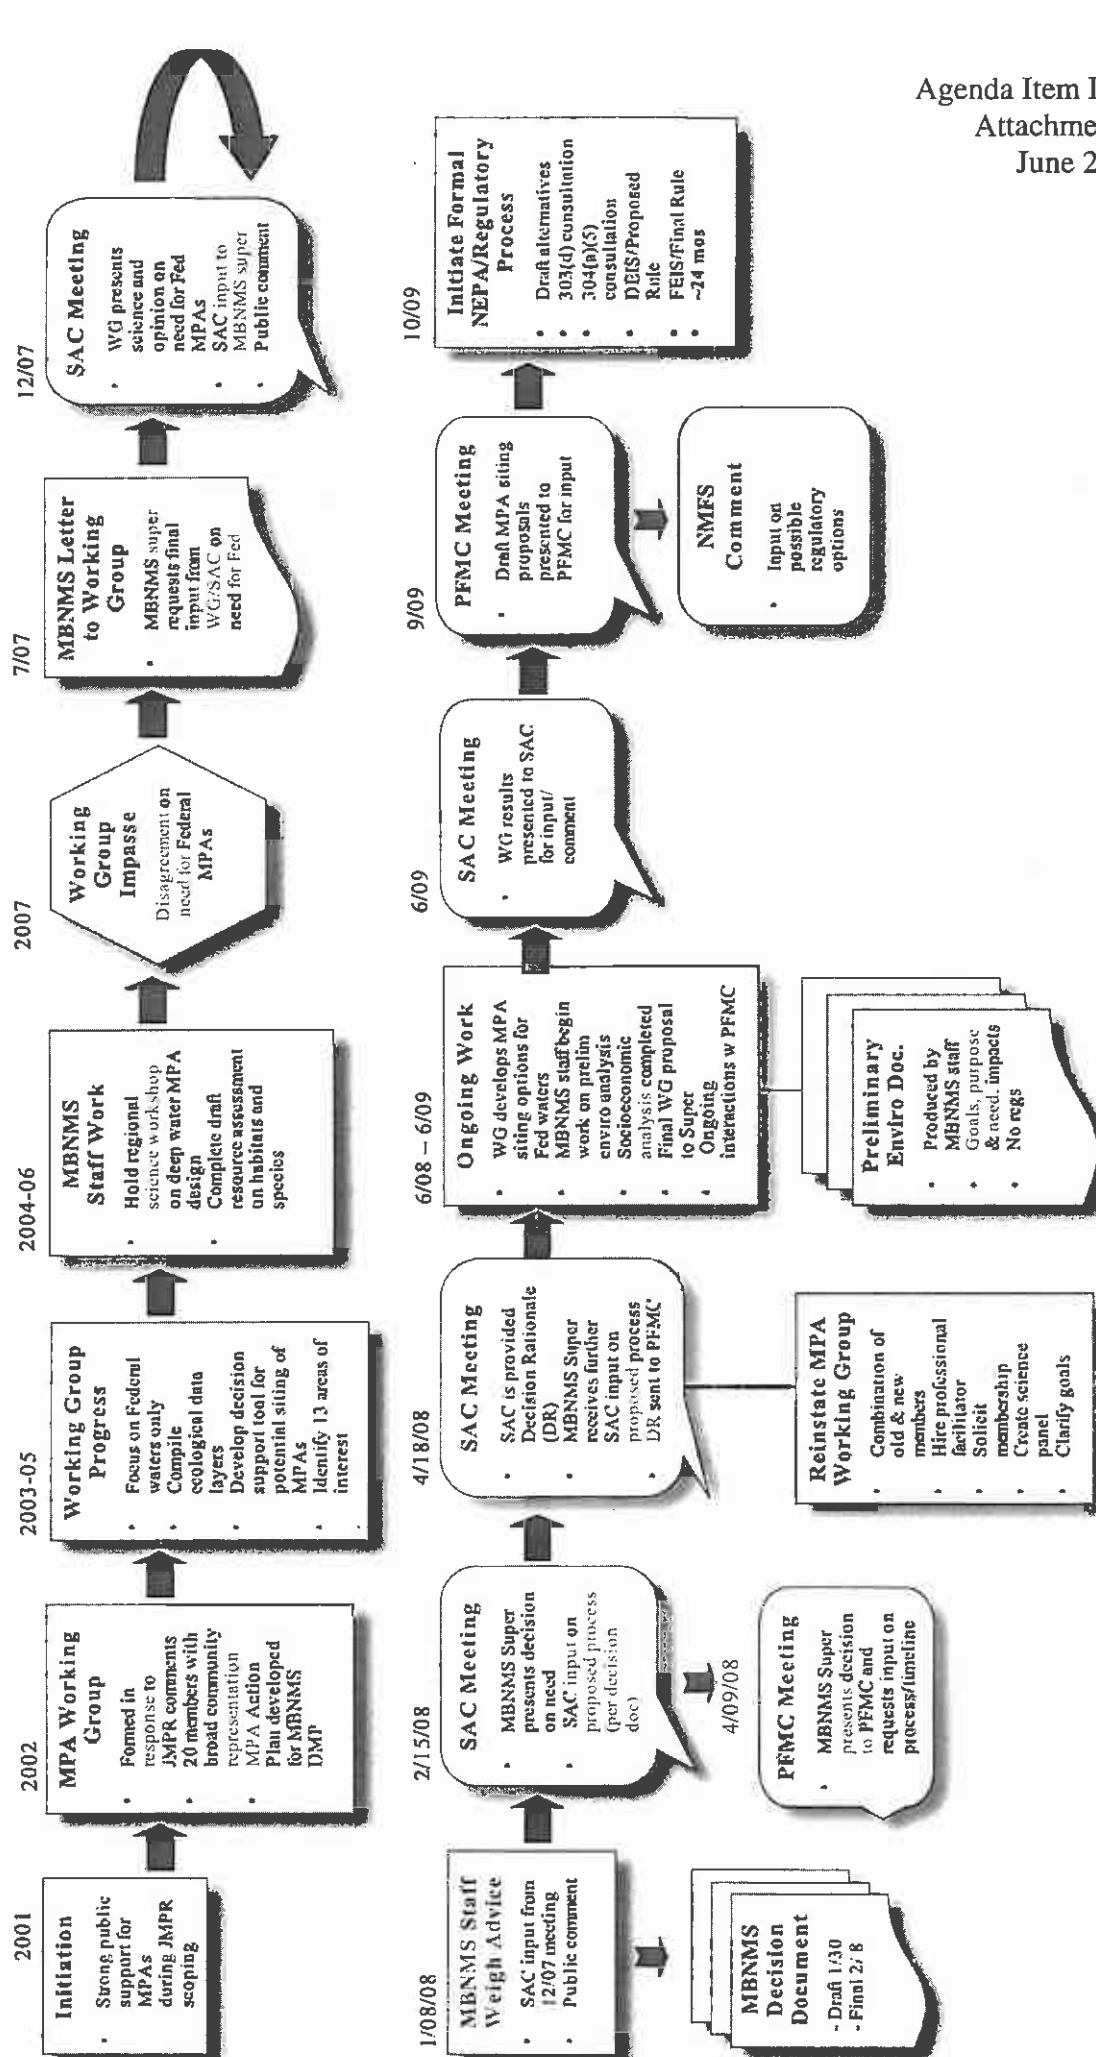 Agenda Item I
Attachme
June 2
2001
Initiation
• Strong public
support for
MPAs
during JMPR
scoping
2002
MPA Working
Group
• Fomed in
response to
JMPR commens
• 20 members with
broad community
representation
• MPA Action
Plan developed
for MBNMS
DMP
2003-05
Working Group
Progress
• Focus on Federal
waters only
• Compile
ecological data
layers
• Develop decision
support tool for
potential siting of
MPAs
• Identify 13 areas of
interest
2004-06
MBNMS
Staff Work
• Hold regional
science workshop
on deep water MPA
design
• Complete draft
resource assessment
on habitats and
species
2007
Working
Group
Impasse
Disagreement on
need for Federal
MPAs
7/07
MBNMS Letter
to Working
Group
• MBNMS super
requests final
input from
WG/SAC on
need for Fed
12/07
SAC Meeting
• WG presents
science and
opinion on
need for Fed
MPAs
• SAC input to
MBNMS super
• Public comment
1/08/08
MBNMS Staff
Weigh Advice
• SAC input from
12/07 meeting
• Public comment
MBNMS
Decision
Document
- Draft 1/30
- Final 2/8
2/15/08
SAC Meeting
• MBNMS Super
presents decision
on need
• SAC input on
proposed process
(per decision
doc)
4/09/08
PFMC Meeting
• MBNMS Super
presents decision
to PFMC and
requests input on
process/timeline
4/18/08
SAC Meeting
• SAC is provided
Decision Rationale
(DR)
• MBNMS Super
receives further
SAC input on
proposed process
• DR sent to PFMC
Reinstate MPA
Working Group
• Combination of
old & new
members
• Hire professional
facilitator
• Solicit
membership
• Create science
panel
• Clarify goals
6/08 – 6/09
Ongoing Work
• WG develops MPA
siting options for
Fed waters
• MBNMS staff begin
work on prelim
enviro analysis
• Socioeconomic
analysis completed
• Final WG proposal
to Super
• Ongoing
interactions w PFMC
Preliminary
Enviro Doc.
• Produced by
MBNMS staff
• Goals, purpose
& need, impacts
• No regs
6/09
SAC Meeting
• WG results
presented to SAC
for input/
comment
9/09
PFMC Meeting
• Draft MPA siting
proposals
presented to
PFMC for input
NMFS
Comment
• Input on
possible
regulatory
options
10/09
Initiate Formal
NEPA/Regulatory
Process
• Draft alternatives
• 303(d) consultation
• 304(a)(5)
consultation
• DEIS/Proposed
Rule
• FEIS/Final Rule
• ~24 mos